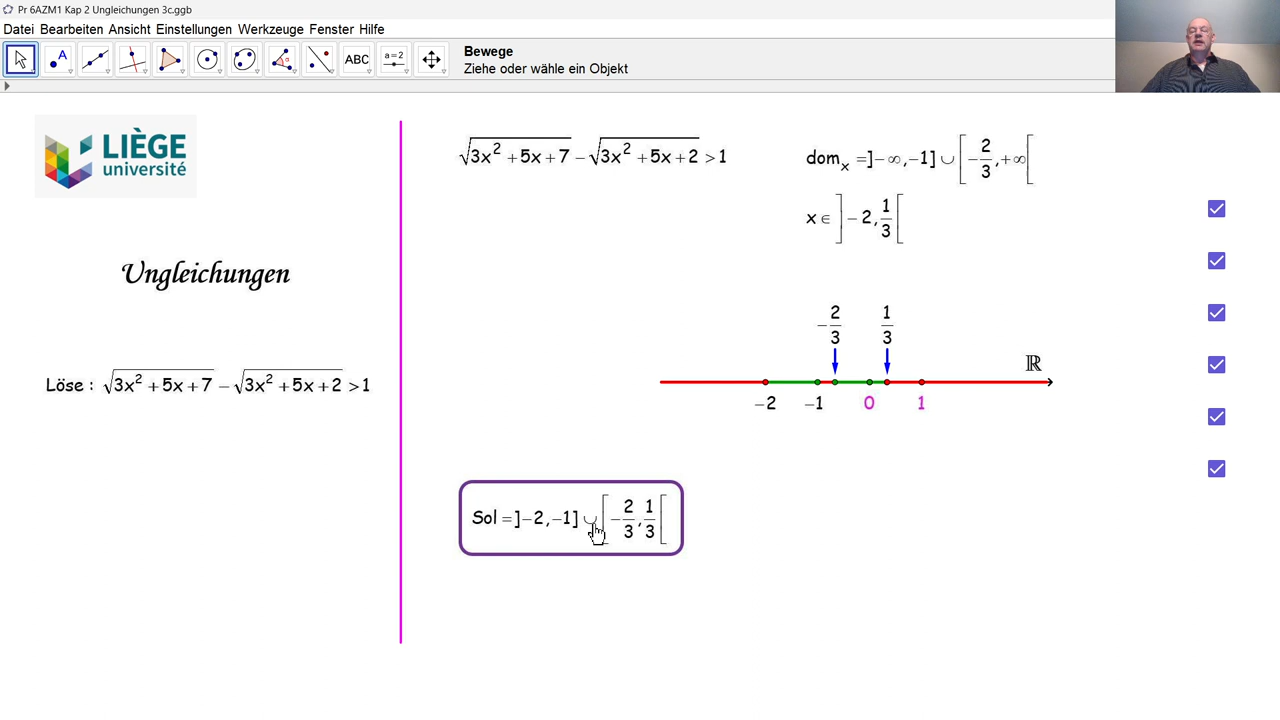 Pr 6AZM1 Kap 2 Ungleichungen 3c.ggb
Datei Bearbeiten Ansicht Einstellungen Werkzeuge Fenster Hilfe
A
ABC
a=2
Bewege
Ziehe oder wähle ein Objekt
LIÈGE
université
Ungleichungen
Löse : √(3x² + 5x + 7) − √(3x² + 5x + 2) > 1
√(3x² + 5x + 7) − √(3x² + 5x + 2) > 1
domₓ = ]−∞, −1] ∪ [−2/3, +∞[
x ∈ ]−2, 1/3[
−2/3 1/3
ℝ
−2 −1 0 1
Sol = ]−2, −1] ∪ [−2/3, 1/3[